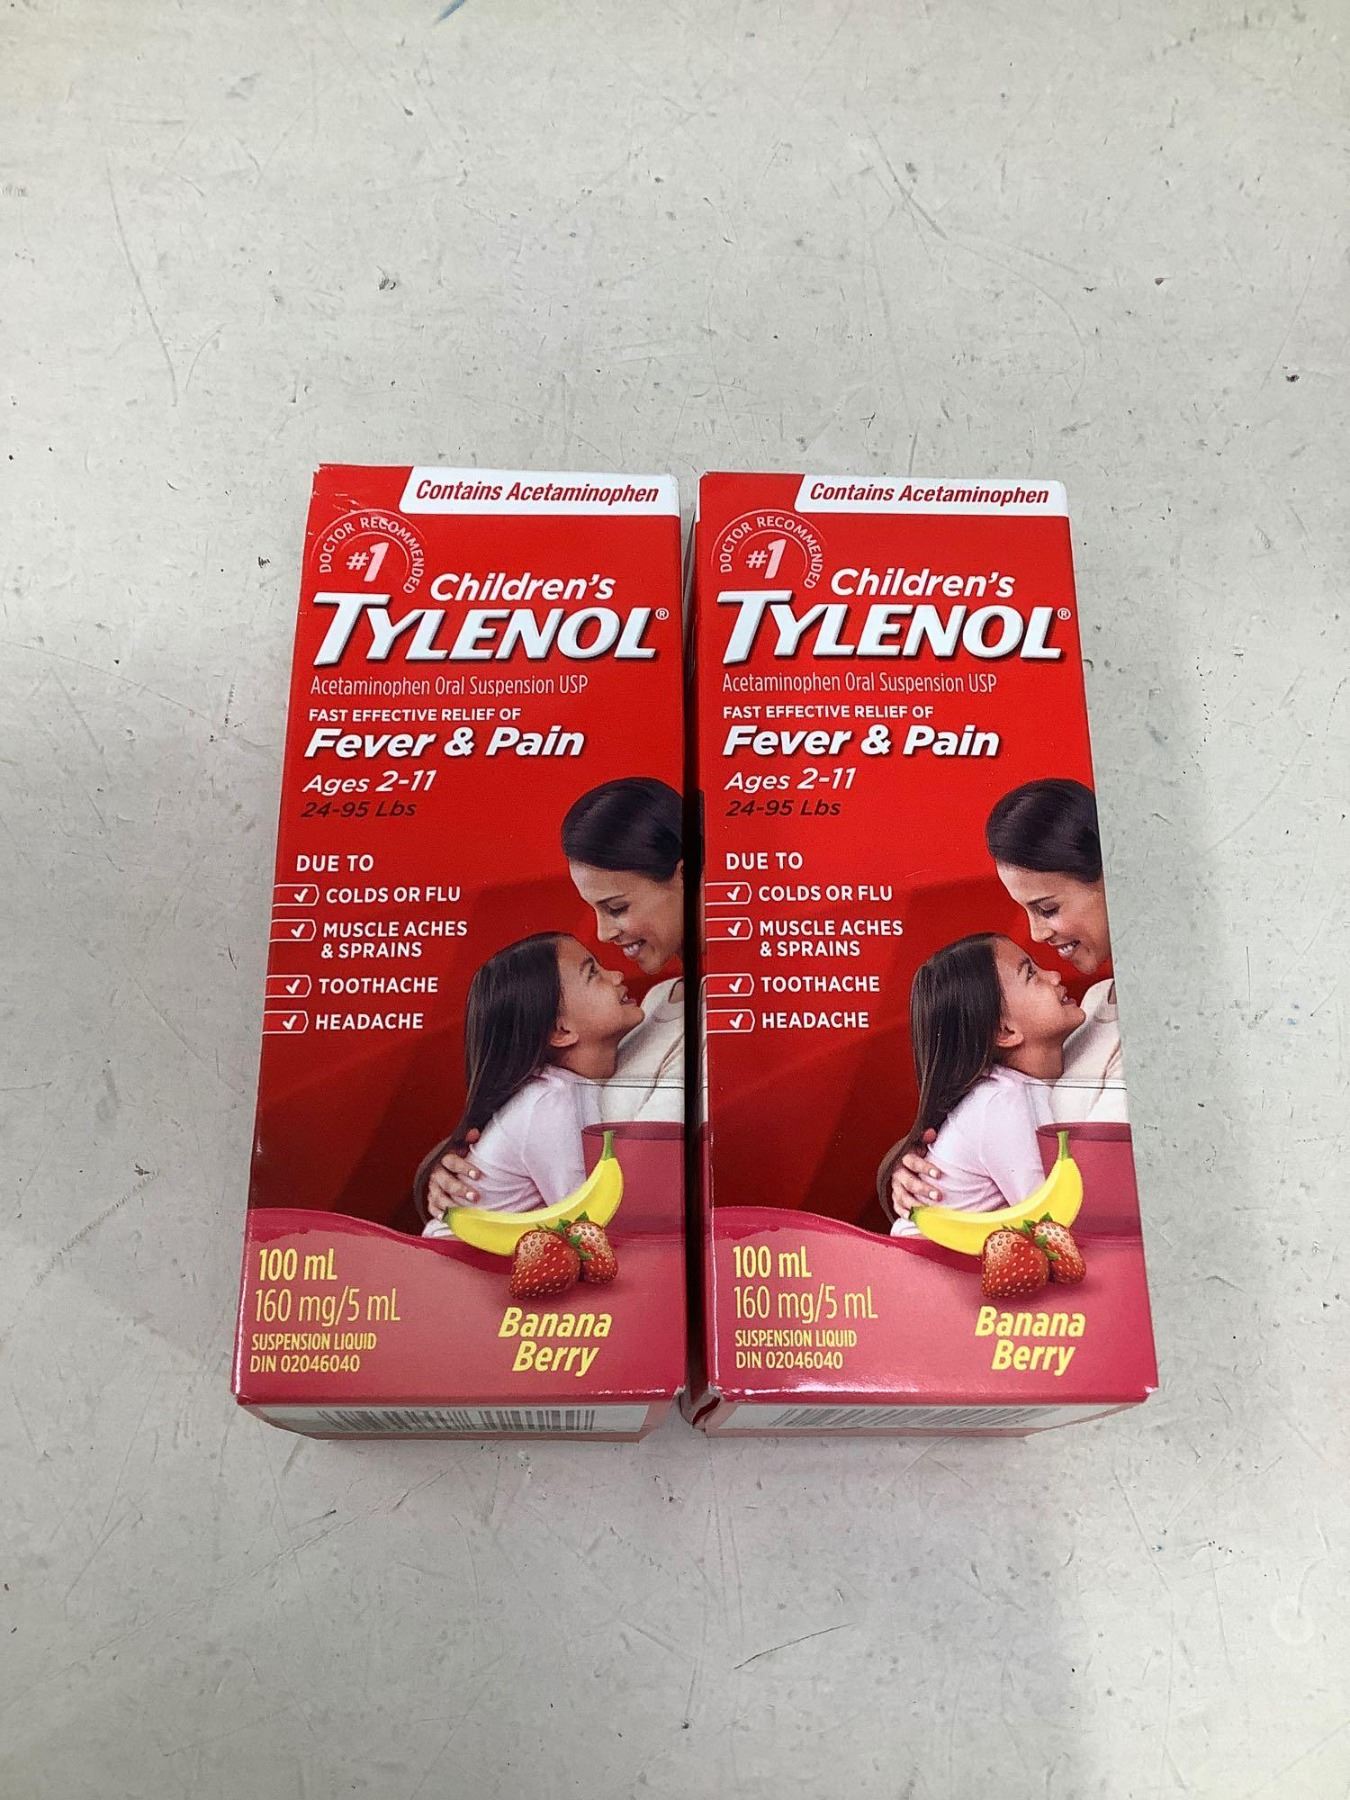 Contains Acetaminophen
DOCTOR RECOMMENDED
#1
Children's
TYLENOL®
Acetaminophen Oral Suspension USP
FAST EFFECTIVE RELIEF OF
Fever & Pain
Ages 2-11
24-95 Lbs
DUE TO
COLDS OR FLU
MUSCLE ACHES
& SPRAINS
TOOTHACHE
HEADACHE
100 mL
160 mg/5 mL
SUSPENSION LIQUID
DIN 02046040
Banana
Berry
Contains Acetaminophen
DOCTOR RECOMMENDED
#1
Children's
TYLENOL®
Acetaminophen Oral Suspension USP
FAST EFFECTIVE RELIEF OF
Fever & Pain
Ages 2-11
24-95 Lbs
DUE TO
COLDS OR FLU
MUSCLE ACHES
& SPRAINS
TOOTHACHE
HEADACHE
100 mL
160 mg/5 mL
SUSPENSION LIQUID
DIN 02046040
Banana
Berry